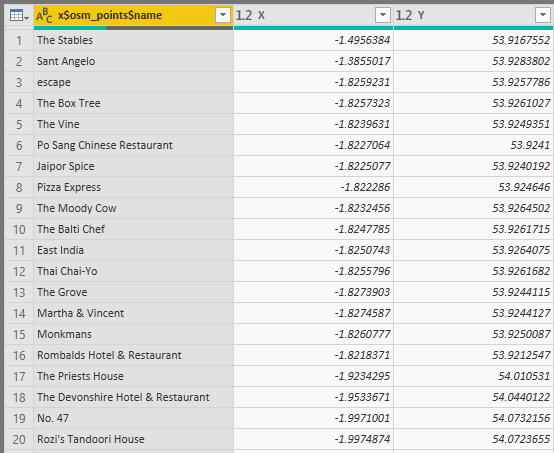 ABC x$osm_points$name 1.2 X 1.2 Y
1 The Stables -1.4956384 53.9167552
2 Sant Angelo -1.3855017 53.9283802
3 escape -1.8259231 53.9257786
4 The Box Tree -1.8257323 53.9261027
5 The Vine -1.8239631 53.9249351
6 Po Sang Chinese Restaurant -1.8227064 53.9241
7 Jaipor Spice -1.8225077 53.9240192
8 Pizza Express -1.822286 53.924646
9 The Moody Cow -1.8232456 53.9264502
10 The Balti Chef -1.8247785 53.9261715
11 East India -1.8250743 53.9264075
12 Thai Chai-Yo -1.8255796 53.9261682
13 The Grove -1.8273903 53.9244115
14 Martha & Vincent -1.8274587 53.9244127
15 Monkmans -1.8260777 53.9250087
16 Rombalds Hotel & Restaurant -1.8218371 53.9212547
17 The Priests House -1.9234295 54.010531
18 The Devonshire Hotel & Restaurant -1.9533671 54.0440122
19 No. 47 -1.9971001 54.0732156
20 Rozi's Tandoori House -1.9974874 54.0723655